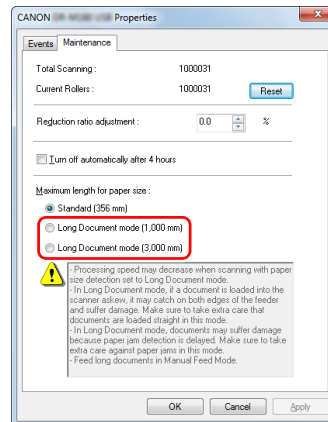 CANON Properties
Events Maintenance
Total Scanning : 1000031
Current Rollers : 1000031 Reset
Reduction ratio adjustment : 0.0 %
Turn off automatically after 4 hours
Maximum length for paper size :
Standard (356 mm)
Long Document mode (1,000 mm)
Long Document mode (3,000 mm)
- Processing speed may decrease when scanning with paper
size detection set to Long Document mode.
- In Long Document mode, if a document is loaded into the
scanner askew, it may catch on both edges of the feeder
and suffer damage. Make sure to take extra care that
documents are loaded straight in this mode.
- In Long Document mode, documents may suffer damage
because paper jam detection is delayed. Make sure to take
extra care against paper jams in this mode.
- Feed long documents in Manual Feed Mode.
OK Cancel Apply